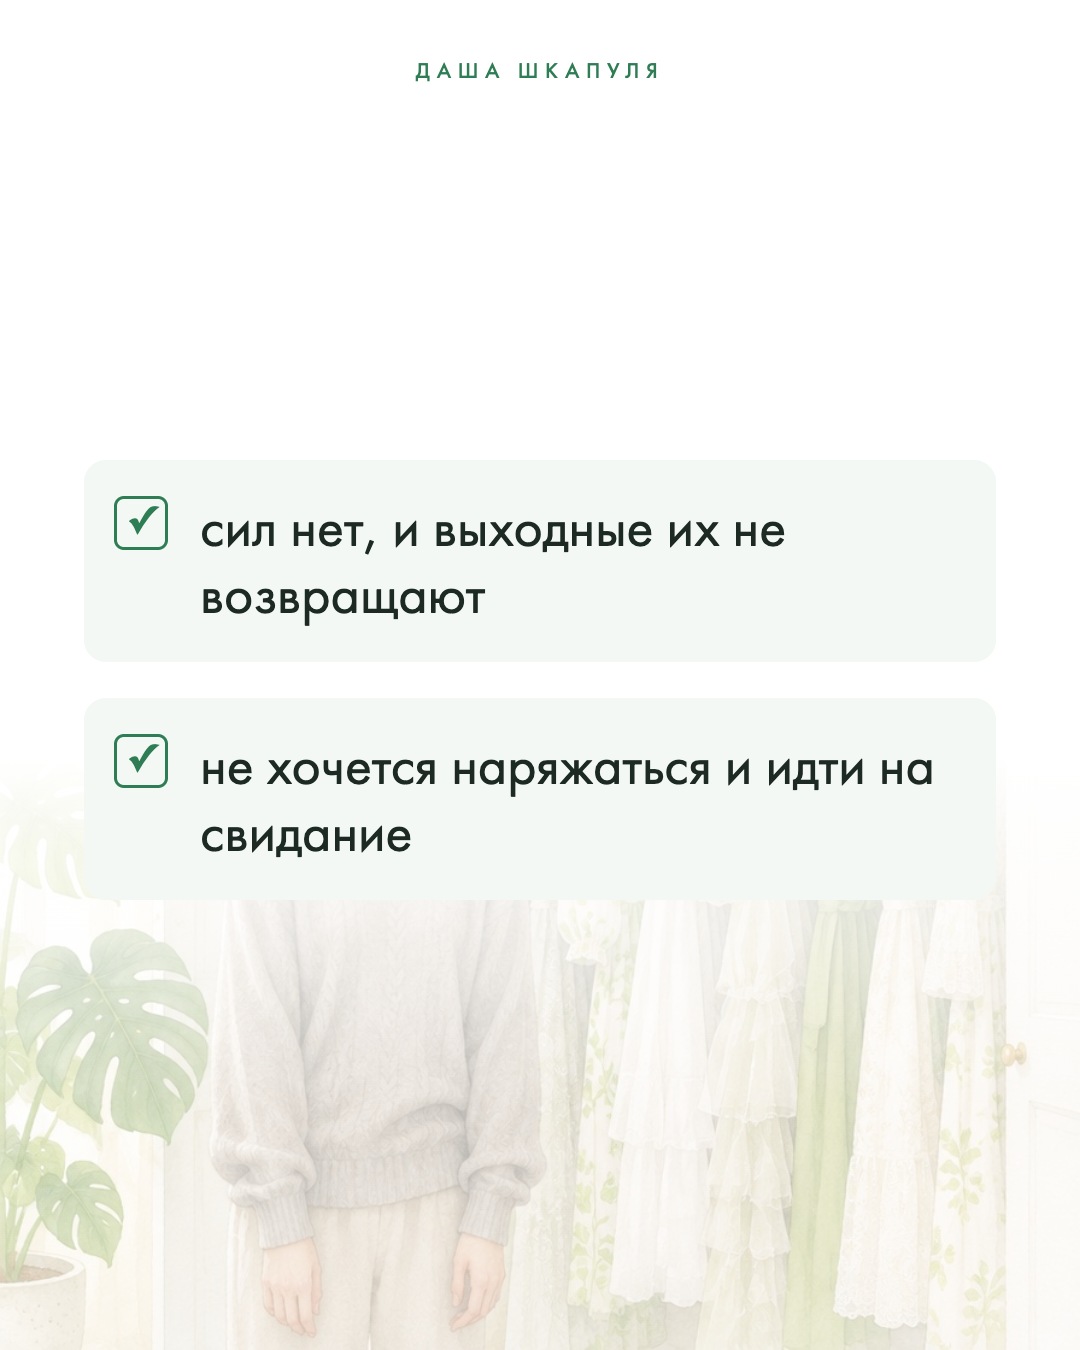 ДАША ШКАПУЛЯ
сил нет, и выходные их не
возвращают
не хочется наряжаться и идти на
свидание